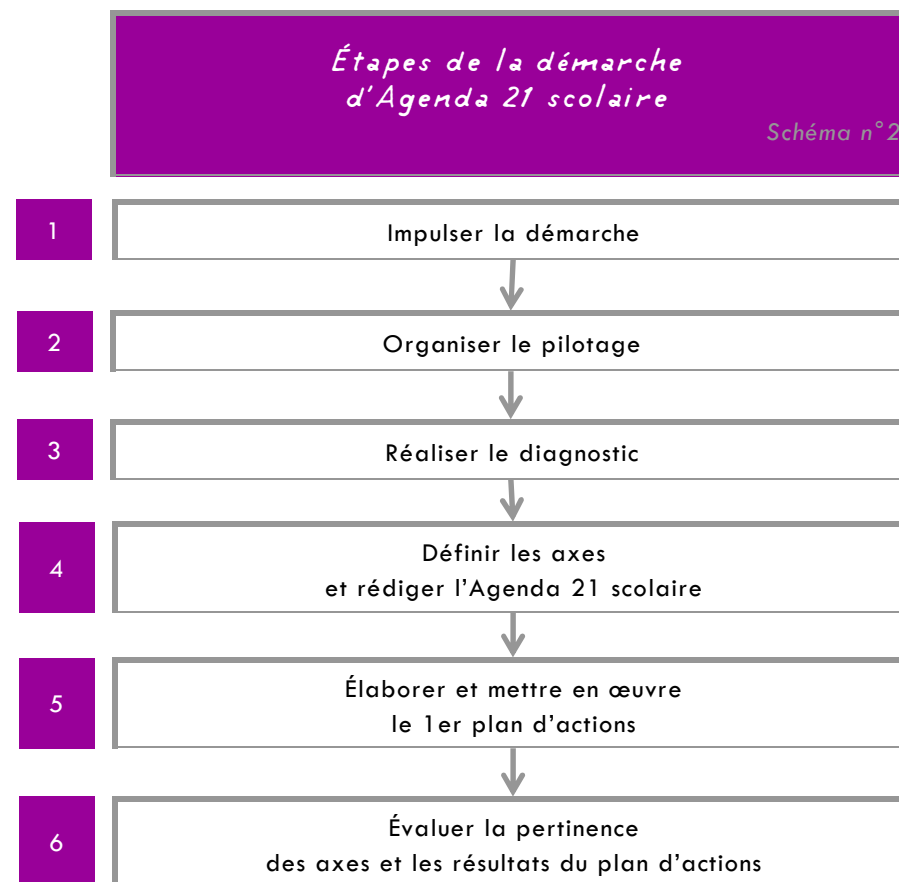 Étapes de la démarche
d'Agenda 21 scolaire
Schéma n°2
1
Impulser la démarche
2
Organiser le pilotage
3
Réaliser le diagnostic
4
Définir les axes
et rédiger l’Agenda 21 scolaire
5
Élaborer et mettre en œuvre
le 1er plan d’actions
6
Évaluer la pertinence
des axes et les résultats du plan d’actions